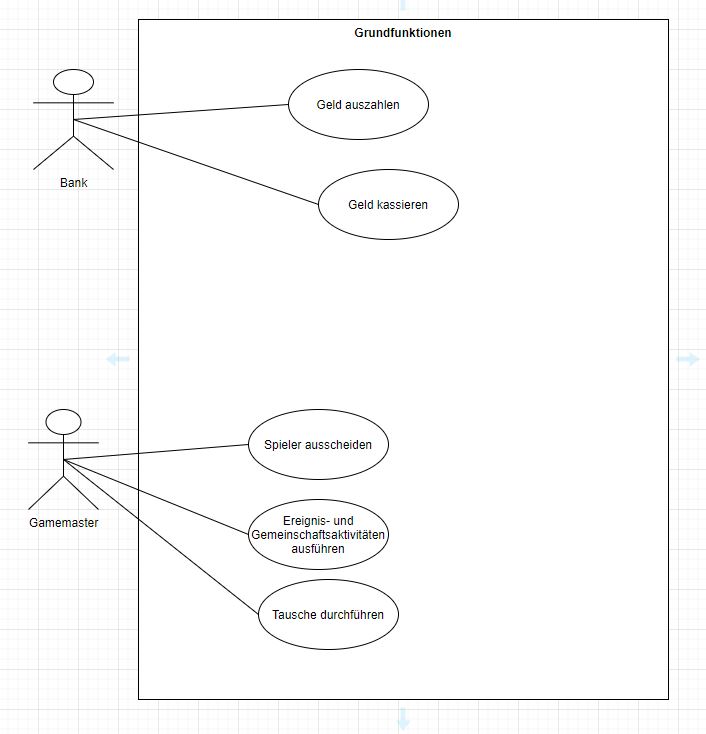 Grundfunktionen
Geld auszahlen
Bank
Geld kassieren
Spieler ausscheiden
Gamemaster
Ereignis- und
Gemeinschaftsaktivitäten
ausführen
Tausche durchführen